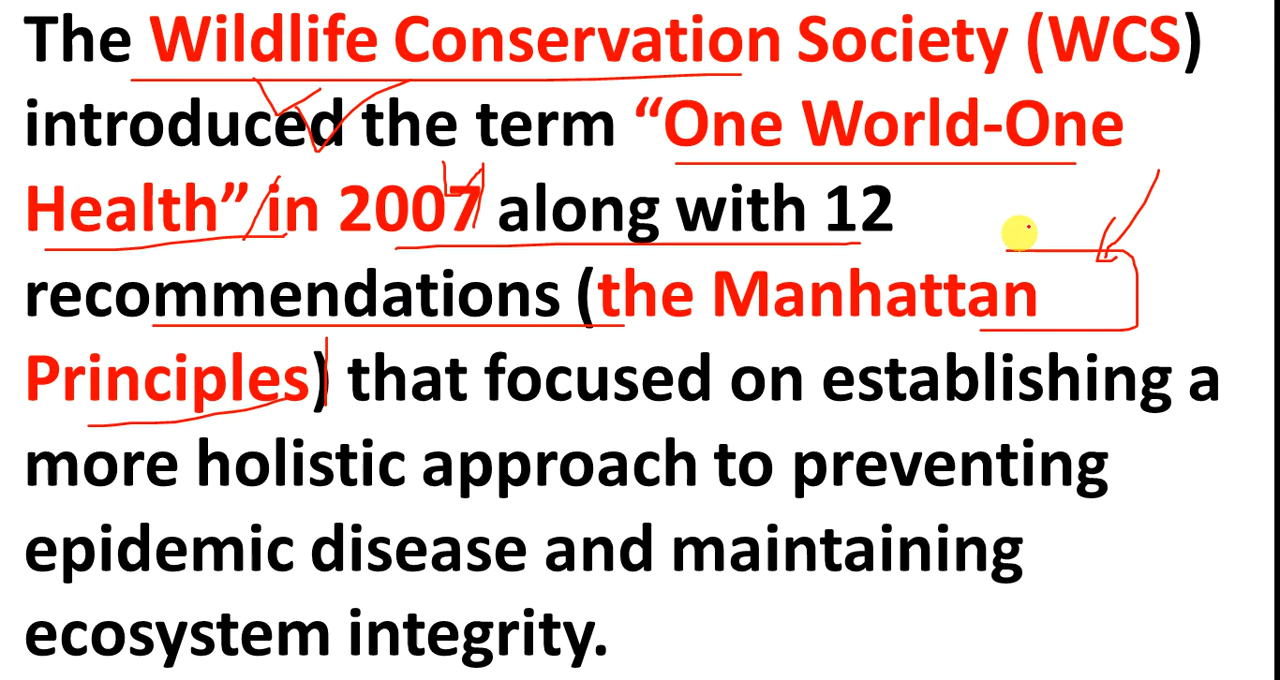 The Wildlife Conservation Society (WCS)
introduced the term “One World-One
Health” in 2007 along with 12
recommendations (the Manhattan
Principles) that focused on establishing a
more holistic approach to preventing
epidemic disease and maintaining
ecosystem integrity.